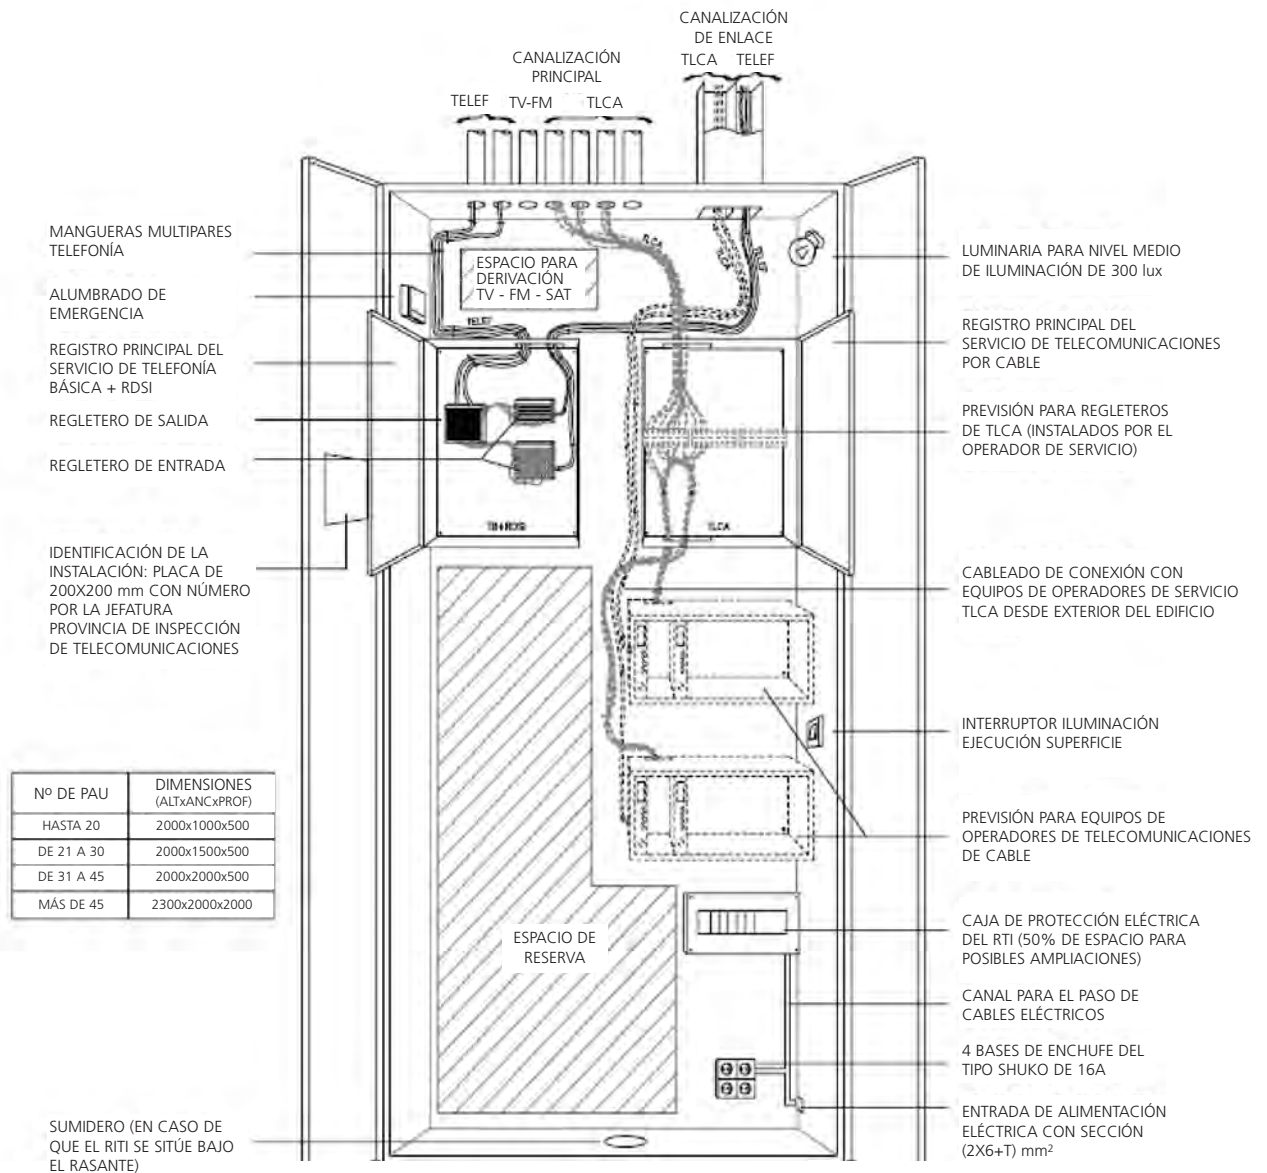 CANALIZACIÓN
DE ENLACE
TLCA TELEF
CANALIZACIÓN
PRINCIPAL
TELEF TV-FM TLCA
MANGUERAS MULTIPARES
TELEFONÍA
ALUMBRADO DE
EMERGENCIA
REGISTRO PRINCIPAL DEL
SERVICIO DE TELEFONÍA
BÁSICA + RDSI
REGLETERO DE SALIDA
REGLETERO DE ENTRADA
IDENTIFICACIÓN DE LA
INSTALACIÓN: PLACA DE
200X200 mm CON NÚMERO
POR LA JEFATURA
PROVINCIA DE INSPECCIÓN
DE TELECOMUNICACIONES
Nº DE PAU DIMENSIONES
(ALTxANCxPROF)
HASTA 20 2000x1000x500
DE 21 A 30 2000x1500x500
DE 31 A 45 2000x2000x500
MÁS DE 45 2300x2000x2000
SUMIDERO (EN CASO DE
QUE EL RITI SE SITÚE BAJO
EL RASANTE)
ESPACIO PARA
DERIVACIÓN
TV - FM - SAT
TLCA
TLCA
TELEF
TELEF
TB+RDSI
TLCA
ESPACIO DE
RESERVA
LUMINARIA PARA NIVEL MEDIO
DE ILUMINACIÓN DE 300 lux
REGISTRO PRINCIPAL DEL
SERVICIO DE TELECOMUNICACIONES
POR CABLE
PREVISIÓN PARA REGLETEROS
DE TLCA (INSTALADOS POR EL
OPERADOR DE SERVICIO)
CABLEADO DE CONEXIÓN CON
EQUIPOS DE OPERADORES DE SERVICIO
TLCA DESDE EXTERIOR DEL EDIFICIO
INTERRUPTOR ILUMINACIÓN
EJECUCIÓN SUPERFICIE
PREVISIÓN PARA EQUIPOS DE
OPERADORES DE TELECOMUNICACIONES
DE CABLE
CAJA DE PROTECCIÓN ELÉCTRICA
DEL RTI (50% DE ESPACIO PARA
POSIBLES AMPLIACIONES)
CANAL PARA EL PASO DE
CABLES ELÉCTRICOS
4 BASES DE ENCHUFE DEL
TIPO SHUKO DE 16A
ENTRADA DE ALIMENTACIÓN
ELÉCTRICA CON SECCIÓN
(2X6+T) mm²